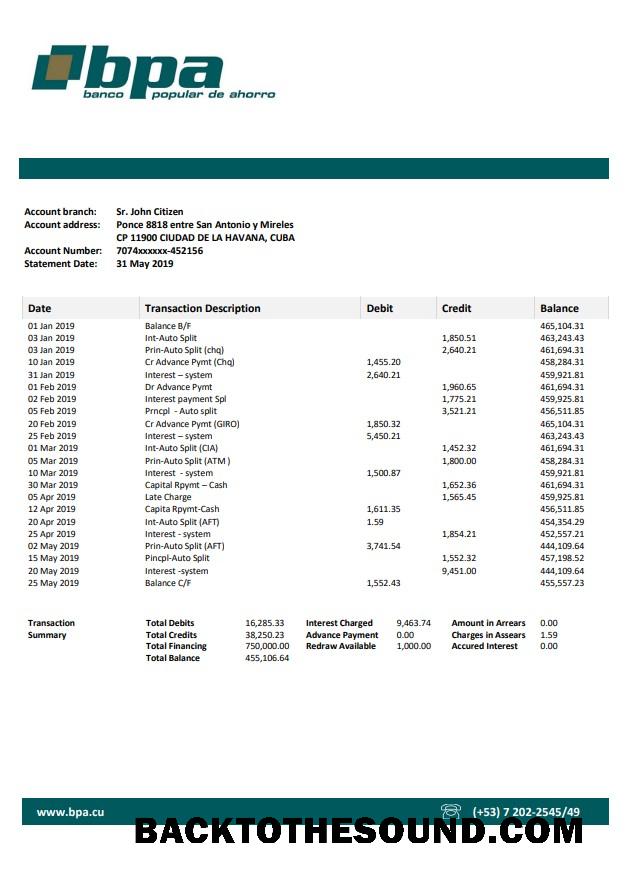 bpa
banco popular de ahorro
Account branch: Sr. John Citizen
Account address: Ponce 8818 entre San Antonio y Mireles
CP 11900 CIUDAD DE LA HAVANA, CUBA
Account Number: 7074xxxxxx-452156
Statement Date: 31 May 2019
Date Transaction Description Debit Credit Balance
01 Jan 2019 Balance B/F 465,104.31
03 Jan 2019 Int-Auto Split 1,850.51 463,243.43
03 Jan 2019 Prin-Auto Split (chq) 2,640.21 461,694.31
10 Jan 2019 Cr Advance Pymt (Chq) 1,455.20 458,284.31
31 Jan 2019 Interest – system 2,640.21 459,921.81
01 Feb 2019 Dr Advance Pymt 1,960.65 461,694.31
02 Feb 2019 Interest payment Spl 1,775.21 459,925.81
05 Feb 2019 Prncpl - Auto split 3,521.21 456,511.85
20 Feb 2019 Cr Advance Pymt (GIRO) 1,850.32 465,104.31
25 Feb 2019 Interest – system 5,450.21 463,243.43
01 Mar 2019 Int-Auto Split (CIA) 1,452.32 461,694.31
05 Mar 2019 Prin-Auto Split (ATM ) 1,800.00 458,284.31
10 Mar 2019 Interest - system 1,500.87 459,921.81
30 Mar 2019 Capital Rpymt – Cash 1,652.36 461,694.31
05 Apr 2019 Late Charge 1,565.45 459,925.81
12 Apr 2019 Capita Rpymt-Cash 1,611.35 456,511.85
20 Apr 2019 Int-Auto Split (AFT) 1.59 454,354.29
25 Apr 2019 Interest - system 1,854.21 452,557.21
02 May 2019 Prin-Auto Split (AFT) 3,741.54 444,109.64
15 May 2019 Pincpl-Auto Split 1,552.32 457,198.52
20 May 2019 Interest -system 9,451.00 444,109.64
25 May 2019 Balance C/F 1,552.43 455,557.23
Transaction Total Debits 16,285.33 Interest Charged 9,463.74 Amount in Arrears 0.00
Summary Total Credits 38,250.23 Advance Payment 0.00 Charges in Assears 1.59
Total Financing 750,000.00 Redraw Available 1,000.00 Accured Interest 0.00
Total Balance 455,106.64
www.bpa.cu (+53) 7 202-2545/49
BACKTOTHESOUND.COM